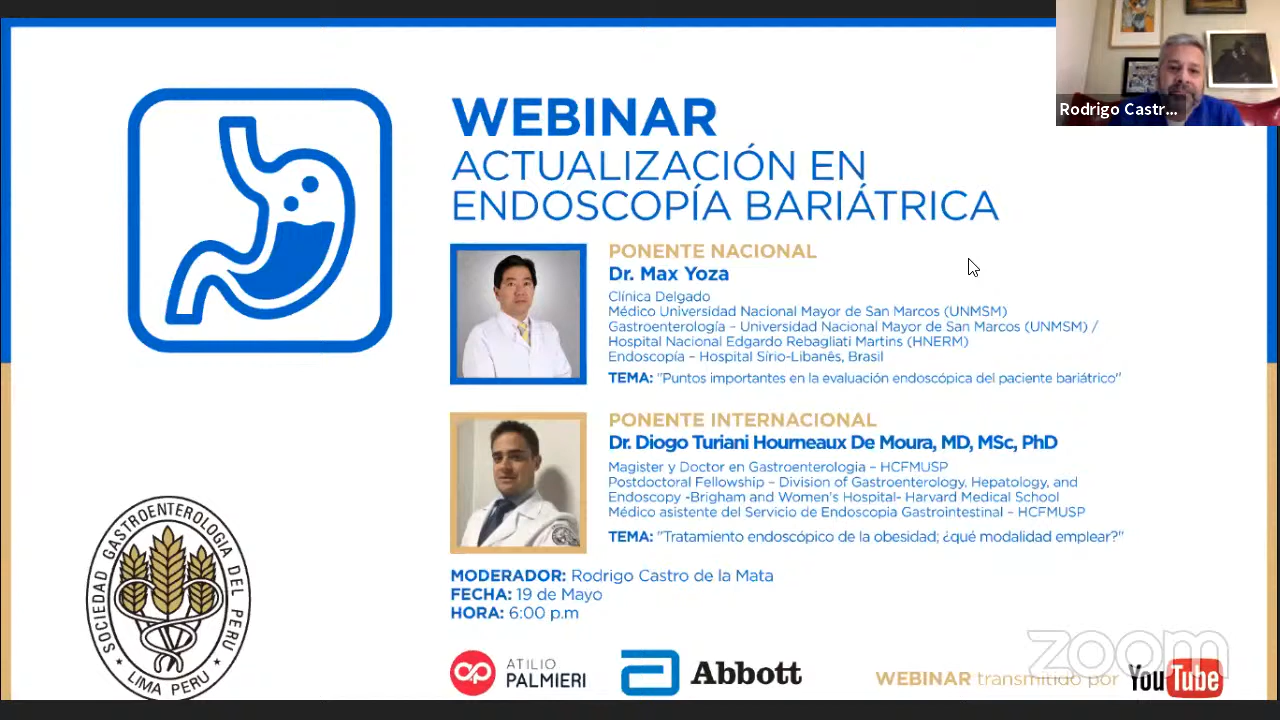 Rodrigo Castr...
WEBINAR
ACTUALIZACIÓN EN
ENDOSCOPÍA BARIÁTRICA
PONENTE NACIONAL
Dr. Max Yoza
Clínica Delgado
Médico Universidad Nacional Mayor de San Marcos (UNMSM)
Gastroenterología – Universidad Nacional Mayor de San Marcos (UNMSM) /
Hospital Nacional Edgardo Rebagliati Martins (HNERM)
Endoscopía – Hospital Sírio-Libanês, Brasil
TEMA: "Puntos importantes en la evaluación endoscópica del paciente bariátrico"
PONENTE INTERNACIONAL
Dr. Diogo Turiani Hourneaux De Moura, MD, MSc, PhD
Magister y Doctor en Gastroenterologia – HCFMUSP
Postdoctoral Fellowship – Division of Gastroenterology, Hepatology, and
Endoscopy -Brigham and Women's Hospital- Harvard Medical School
Médico asistente del Servicio de Endoscopia Gastrointestinal – HCFMUSP
TEMA: "Tratamiento endoscópico de la obesidad; ¿qué modalidad emplear?"
MODERADOR: Rodrigo Castro de la Mata
FECHA: 19 de Mayo
HORA: 6:00 p.m
SOCIEDAD GASTROENTEROLOGIA DEL PERU
LIMA PERU
ATILIO
PALMIERI
Abbott
zoom
WEBINAR transmitido por YouTube